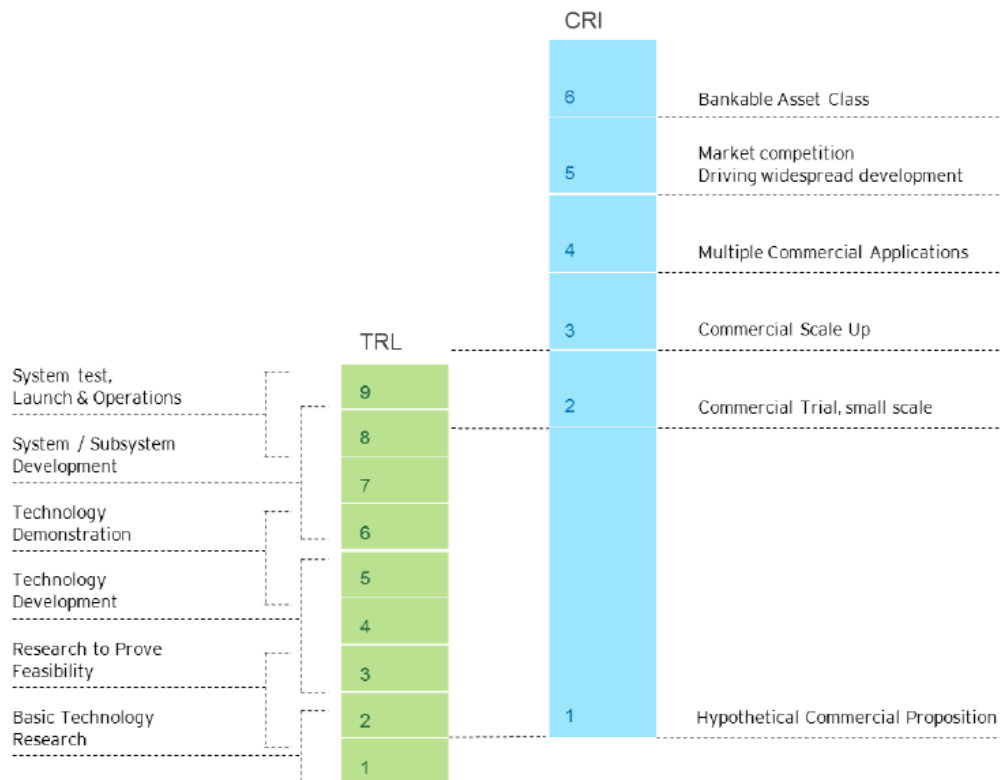 CRI
6
Bankable Asset Class
Market competition
5
Driving widespread development
4
Multiple Commercial Applications
3
Commercial Scale Up
TRL
System test,
Launch & Operations
9
2
Commercial Trial, small scale
System / Subsystem
Development
8
7
Technology
Demonstration
6
Technology
Development
5
4
Research to Prove
Feasibility
3
Basic Technology
Research
2
1
Hypothetical Commercial Proposition
1